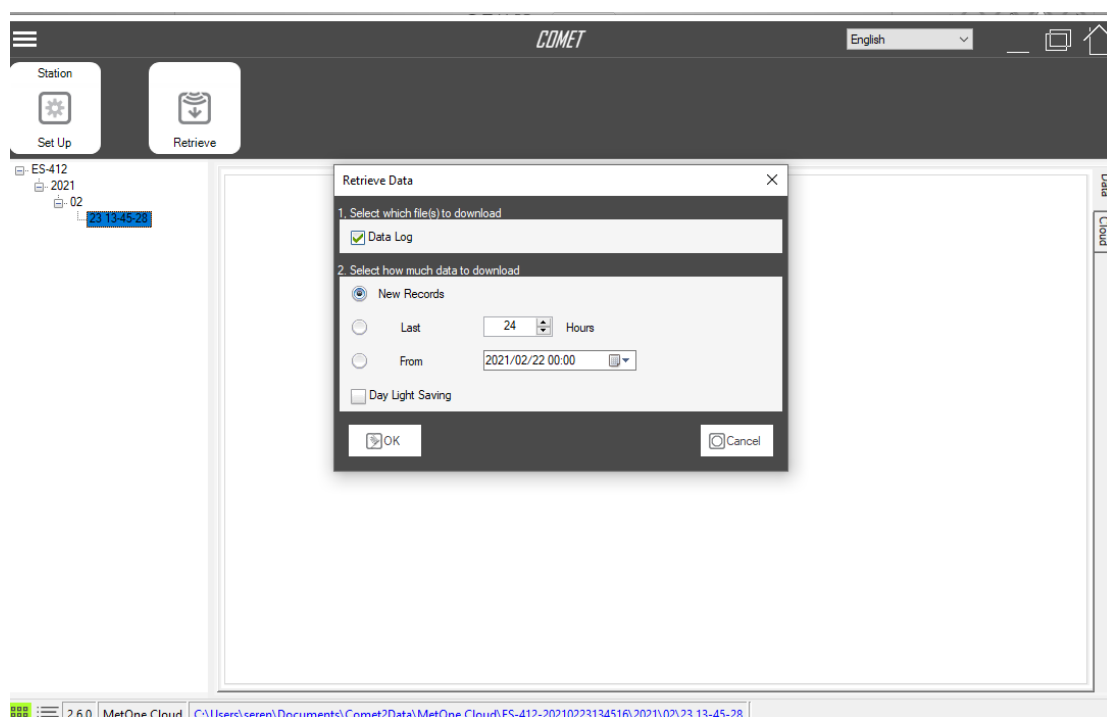 COMET
English
Station
Set Up
Retrieve
ES-412
2021
02
23 13-45-28
Retrieve Data
1, Select which file(s) to download
Data Log
2. Select how much data to download
New Records
Last 24 Hours
From 2021/02/22 00:00
Day Light Saving
OK
Cancel
Data
Cloud
2.6.0 MetOne Cloud C:\Users\seren\Documents\Comet2Data\MetOne Cloud\ES-412-20210223134516\2021\02\23 13-45-28